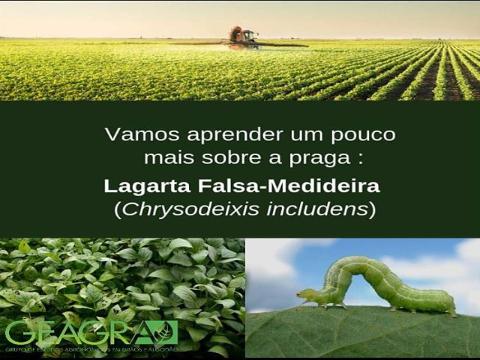 Vamos aprender um pouco
mais sobre a praga :
Lagarta Falsa-Medideira
(Chrysodeixis includens)
GEAGRA